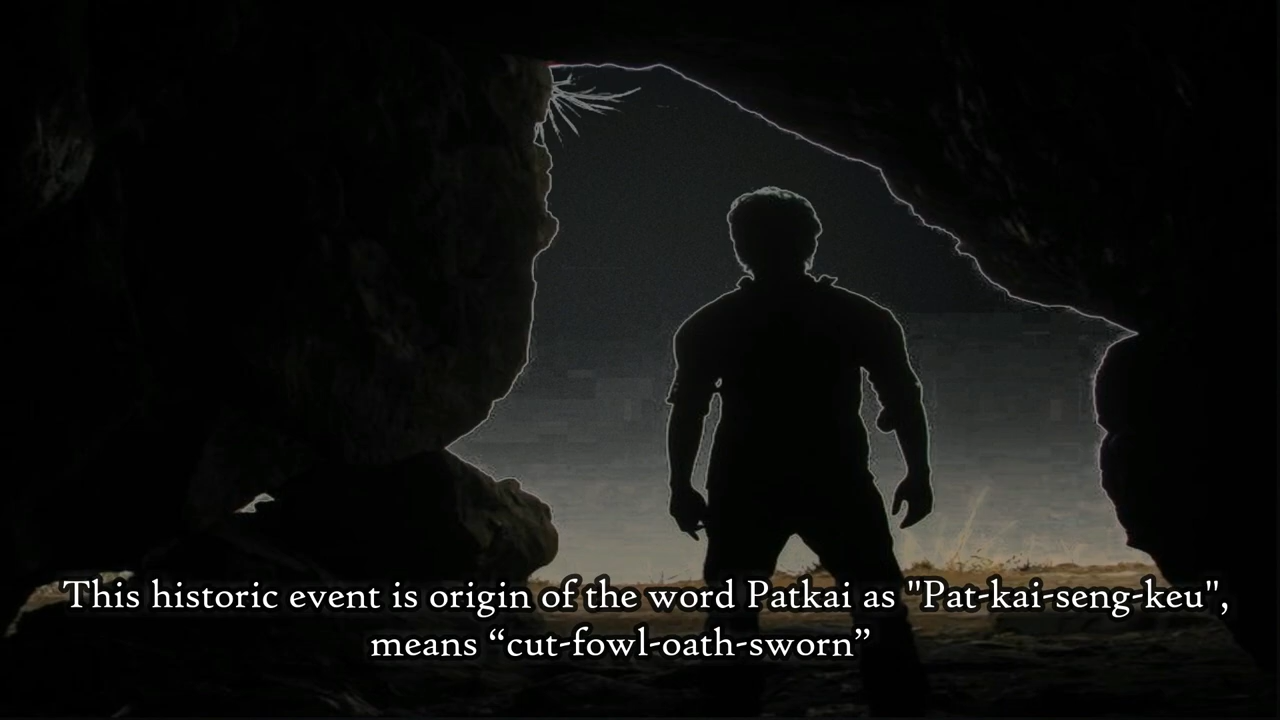 This historic event is origin of the word Patkai as "Pat-kai-seng-keu",
means “cut-fowl-oath-sworn”